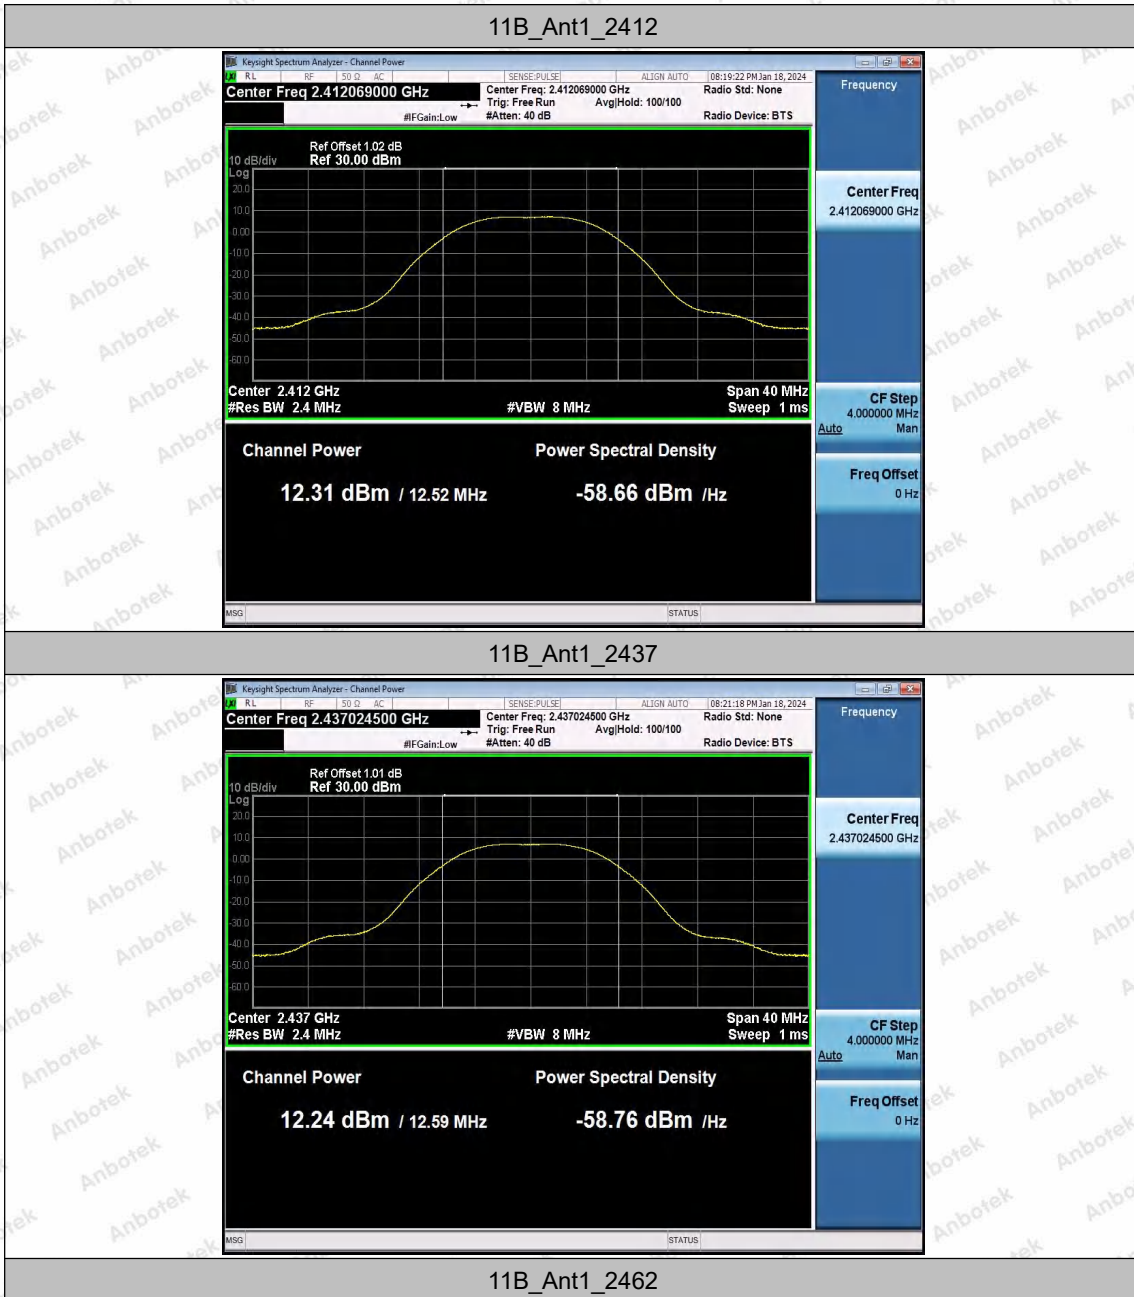 11B_Ant1_2412
Keysight Spectrum Analyzer - Channel Power
LXI RL RF 50 Ω AC SENSE:PULSE ALIGN AUTO 08:19:22 PM Jan 18, 2024
Center Freq 2.412069000 GHz
Center Freq: 2.412069000 GHz
Radio Std: None
Trig: Free Run Avg|Hold: 100/100
#IFGain:Low #Atten: 40 dB Radio Device: BTS
Frequency
Ref Offset 1.02 dB
10 dB/div Ref 30.00 dBm
Log
20.0
10.0
0.00
-10.0
-20.0
-30.0
-40.0
-50.0
-60.0
Center 2.412 GHz Span 40 MHz
#Res BW 2.4 MHz #VBW 8 MHz Sweep 1 ms
Center Freq
2.412069000 GHz
CF Step
4.000000 MHz
Auto Man
Freq Offset
0 Hz
Channel Power Power Spectral Density
12.31 dBm / 12.52 MHz -58.66 dBm /Hz
MSG STATUS
11B_Ant1_2437
Keysight Spectrum Analyzer - Channel Power
LXI RL RF 50 Ω AC SENSE:PULSE ALIGN AUTO 08:21:18 PM Jan 18, 2024
Center Freq 2.437024500 GHz
Center Freq: 2.437024500 GHz
Radio Std: None
Trig: Free Run Avg|Hold: 100/100
#IFGain:Low #Atten: 40 dB Radio Device: BTS
Frequency
Ref Offset 1.01 dB
10 dB/div Ref 30.00 dBm
Log
20.0
10.0
0.00
-10.0
-20.0
-30.0
-40.0
-50.0
-60.0
Center 2.437 GHz Span 40 MHz
#Res BW 2.4 MHz #VBW 8 MHz Sweep 1 ms
Center Freq
2.437024500 GHz
CF Step
4.000000 MHz
Auto Man
Freq Offset
0 Hz
Channel Power Power Spectral Density
12.24 dBm / 12.59 MHz -58.76 dBm /Hz
MSG STATUS
11B_Ant1_2462
Anbotek